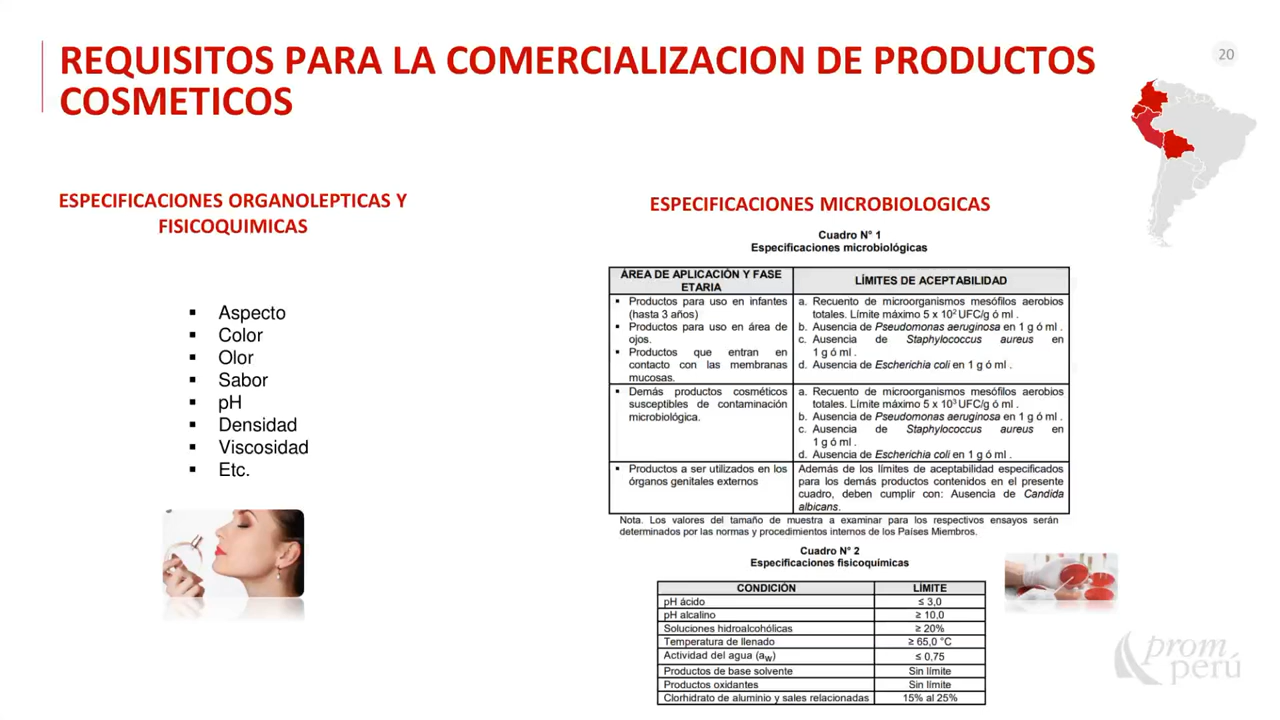 REQUISITOS PARA LA COMERCIALIZACION DE PRODUCTOS
COSMETICOS
20
ESPECIFICACIONES ORGANOLEPTICAS Y
FISICOQUIMICAS
▪ Aspecto
▪ Color
▪ Olor
▪ Sabor
▪ pH
▪ Densidad
▪ Viscosidad
▪ Etc.
ESPECIFICACIONES MICROBIOLOGICAS
Cuadro N° 1
Especificaciones microbiológicas
ÁREA DE APLICACIÓN Y FASE
ETARIA
LÍMITES DE ACEPTABILIDAD
▪ Productos para uso en infantes
(hasta 3 años)
▪ Productos para uso en área de
ojos.
▪ Productos que entran en
contacto con las membranas
mucosas.
a. Recuento de microorganismos mesófilos aerobios
totales. Límite máximo 5 x 10² UFC/g ó ml .
b. Ausencia de Pseudomonas aeruginosa en 1 g ó ml .
c. Ausencia de Staphylococcus aureus en
1 g ó ml .
d. Ausencia de Escherichia coli en 1 g ó ml .
▪ Demás productos cosméticos
susceptibles de contaminación
microbiológica.
a. Recuento de microorganismos mesófilos aerobios
totales. Límite máximo 5 x 10³ UFC/g ó ml .
b. Ausencia de Pseudomonas aeruginosa en 1 g ó ml .
c. Ausencia de Staphylococcus aureus en
1 g ó ml .
d. Ausencia de Escherichia coli en 1 g ó ml .
▪ Productos a ser utilizados en los
órganos genitales externos
Además de los límites de aceptabilidad especificados
para los demás productos contenidos en el presente
cuadro, deben cumplir con: Ausencia de Candida
albicans.
Nota. Los valores del tamaño de muestra a examinar para los respectivos ensayos serán
determinados por las normas y procedimientos internos de los Países Miembros.
Cuadro N° 2
Especificaciones fisicoquímicas
CONDICIÓN LÍMITE
pH ácido ≤ 3,0
pH alcalino ≥ 10,0
Soluciones hidroalcohólicas ≥ 20%
Temperatura de llenado ≥ 65,0 °C
Actividad del agua (aw) ≤ 0,75
Productos de base solvente Sin límite
Productos oxidantes Sin límite
Clorhidrato de aluminio y sales relacionadas 15% al 25%
prom
perú